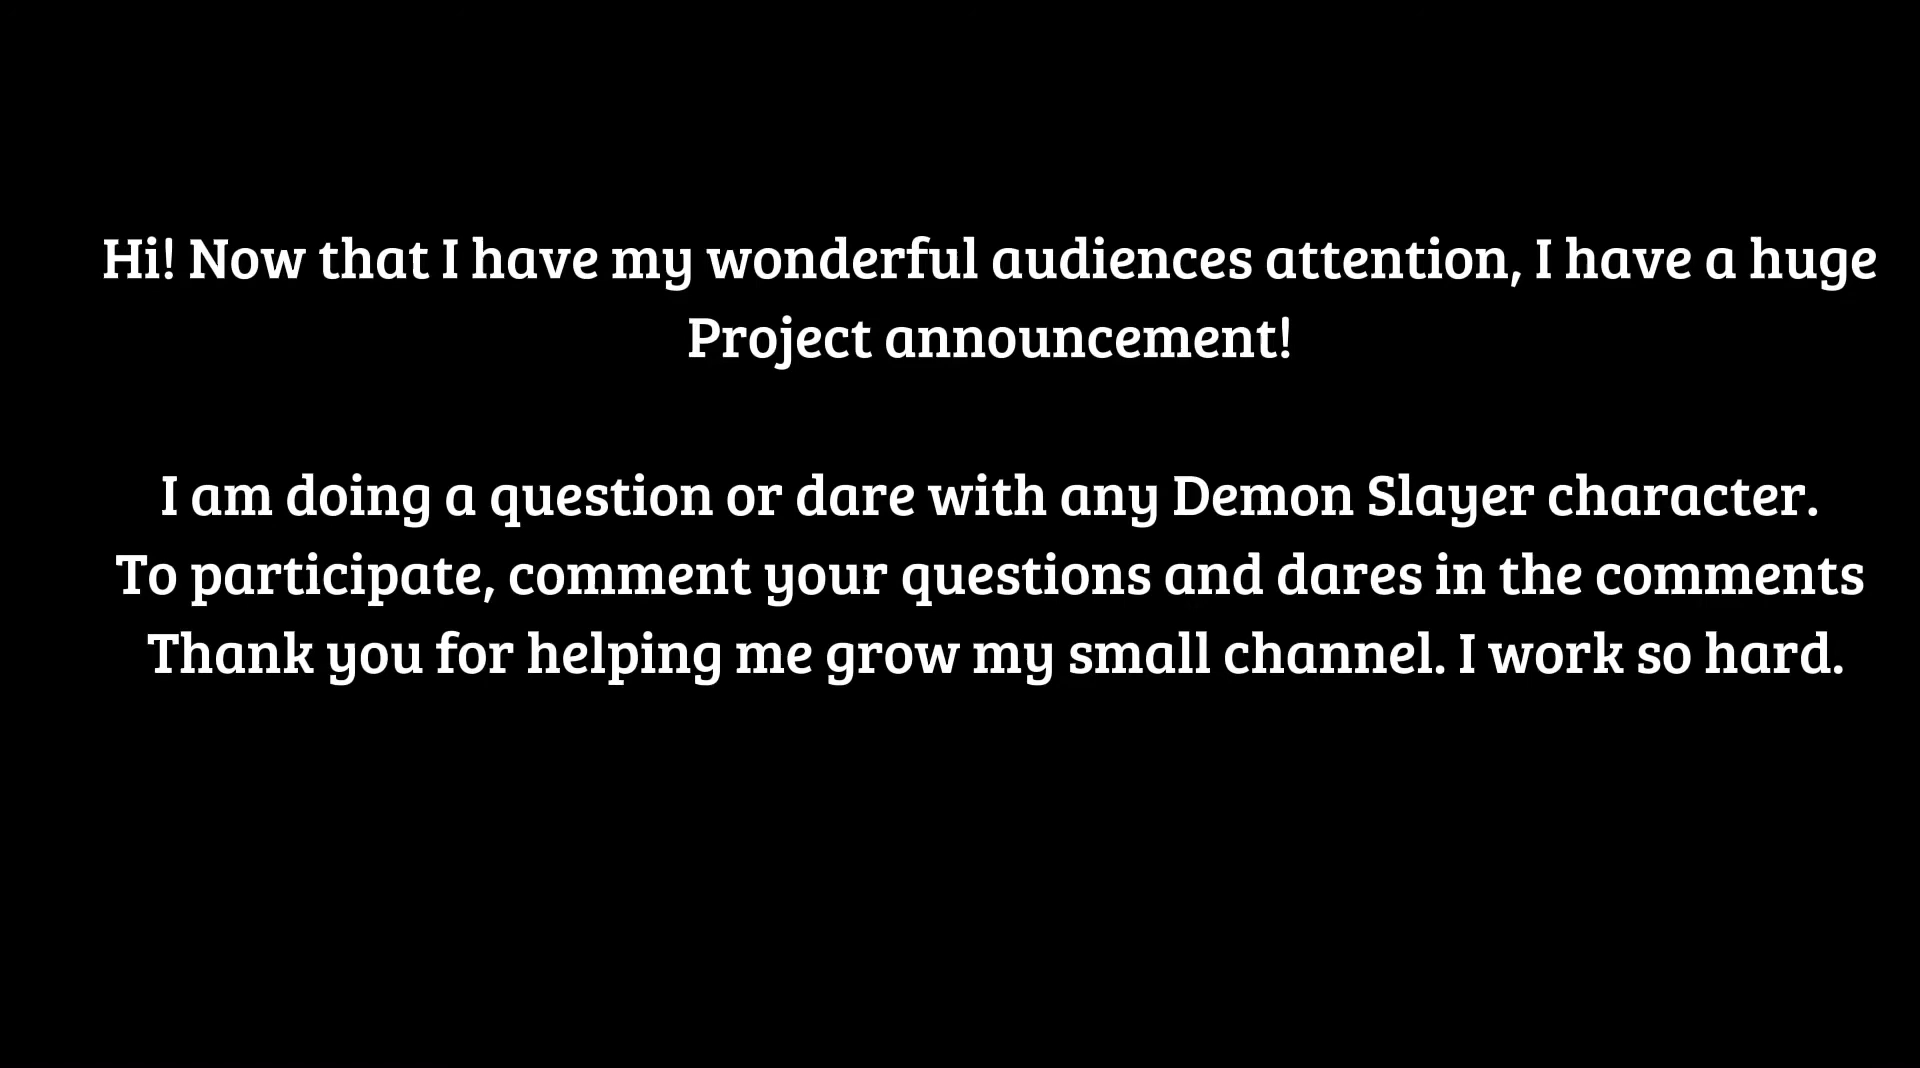 Hi! Now that I have my wonderful audiences attention, I have a huge
Project announcement!
I am doing a question or dare with any Demon Slayer character.
To participate, comment your questions and dares in the comments
Thank you for helping me grow my small channel. I work so hard.